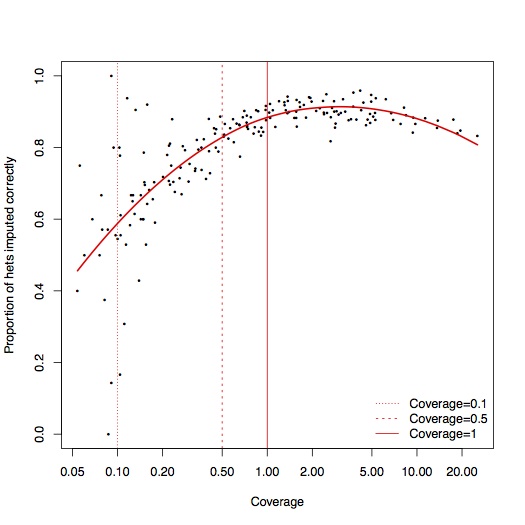 Proportion of hets imputed correctly
1.0
0.8
0.6
0.4
0.2
0.0
Coverage=0.1
Coverage=0.5
Coverage=1
0.05 0.10 0.20 0.50 1.00 2.00 5.00 10.00 20.00
Coverage